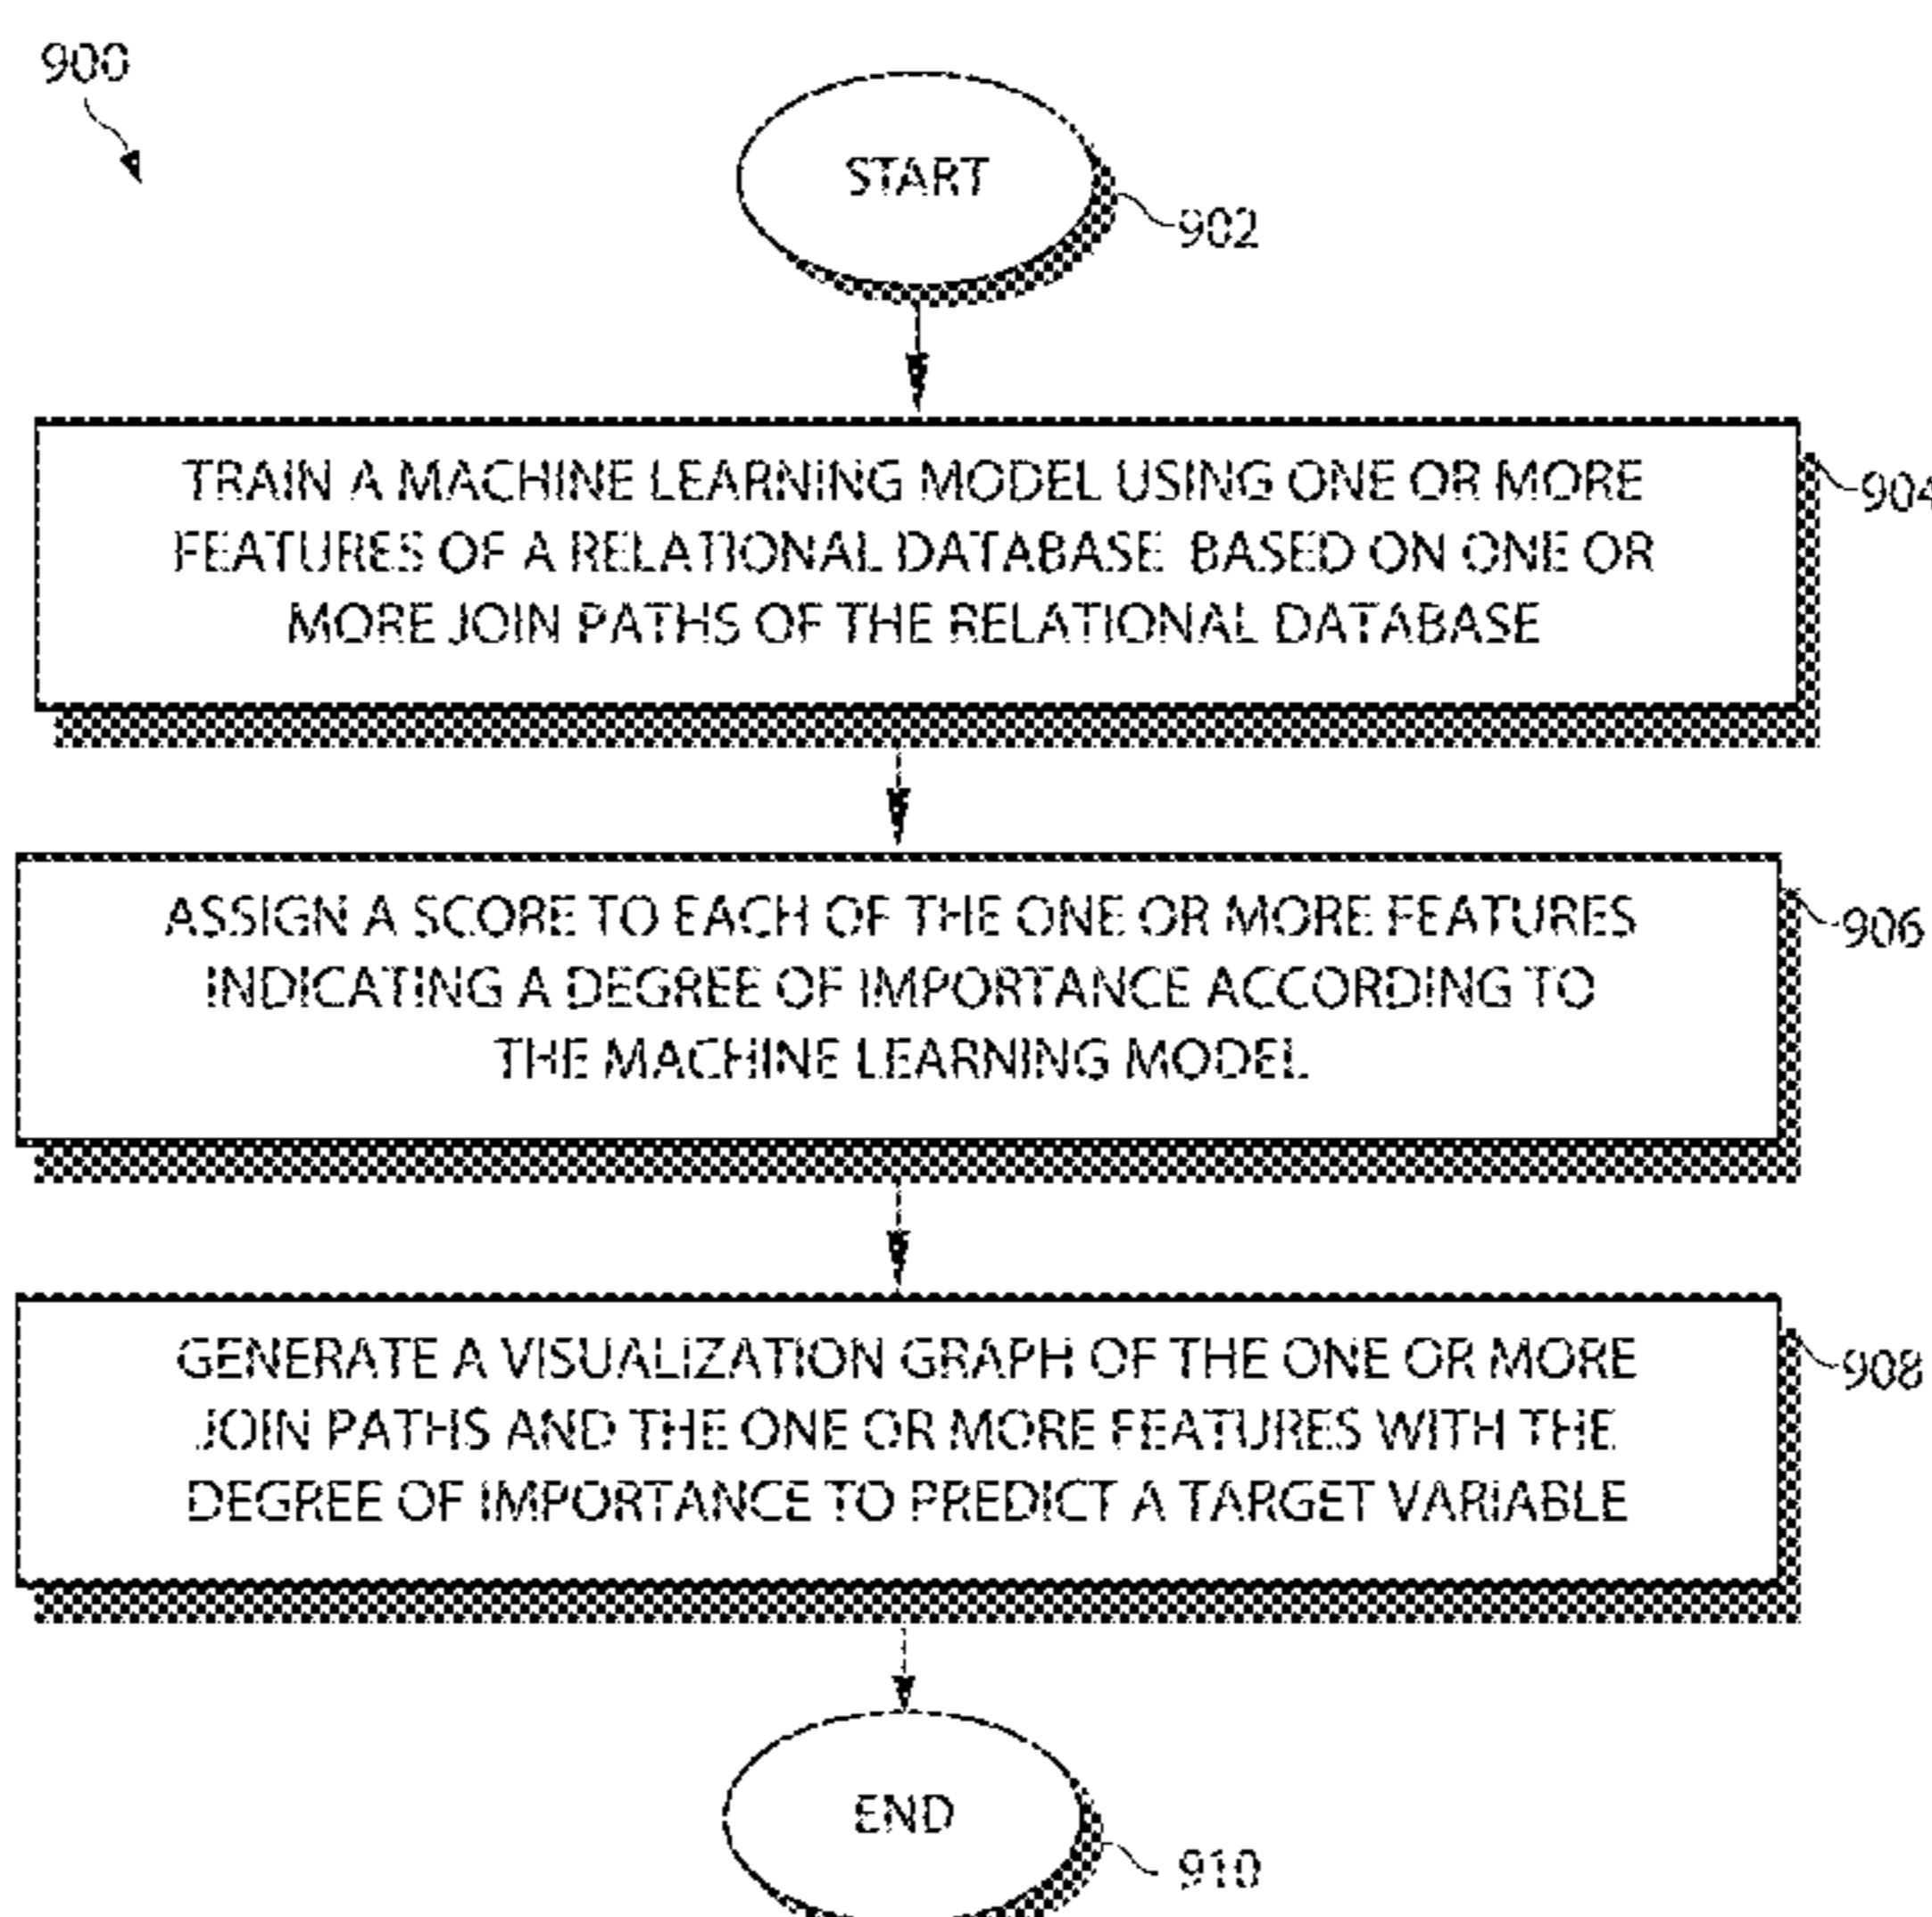 900
START
902
TRAIN A MACHINE LEARNING MODEL USING ONE OR MORE
FEATURES OF A RELATIONAL DATABASE BASED ON ONE OR
MORE JOIN PATHS OF THE RELATIONAL DATABASE
904
ASSIGN A SCORE TO EACH OF THE ONE OR MORE FEATURES
INDICATING A DEGREE OF IMPORTANCE ACCORDING TO
THE MACHINE LEARNING MODEL
906
GENERATE A VISUALIZATION GRAPH OF THE ONE OR MORE
JOIN PATHS AND THE ONE OR MORE FEATURES WITH THE
DEGREE OF IMPORTANCE TO PREDICT A TARGET VARIABLE
908
END
910